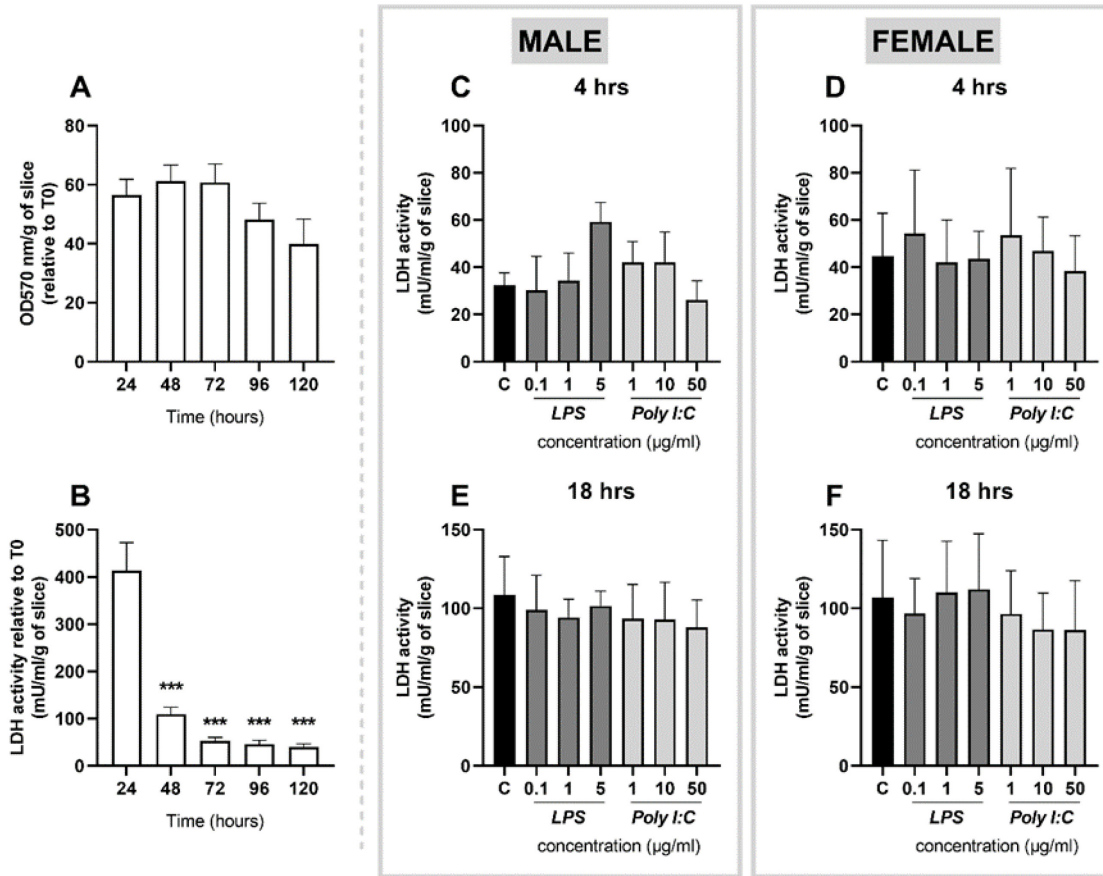 MALE
FEMALE
A
80
60
40
20
0
OD570 nm/g of slice
(relative to T0)
24 48 72 96 120
Time (hours)
B
500
400
300
200
100
0
LDH activity relative to T0
(mU/ml/g of slice)
***
*** *** ***
24 48 72 96 120
Time (hours)
C
4 hrs
100
80
60
40
20
0
LDH activity
(mU/ml/g of slice)
C 0.1 1 5 1 10 50
LPS Poly I:C
concentration (µg/ml)
D
4 hrs
100
80
60
40
20
0
LDH activity
(mU/ml/g of slice)
C 0.1 1 5 1 10 50
LPS Poly I:C
concentration (µg/ml)
E
18 hrs
150
100
50
0
LDH activity
(mU/ml/g of slice)
C 0.1 1 5 1 10 50
LPS Poly I:C
concentration (µg/ml)
F
18 hrs
150
100
50
0
LDH activity
(mU/ml/g of slice)
C 0.1 1 5 1 10 50
LPS Poly I:C
concentration (µg/ml)